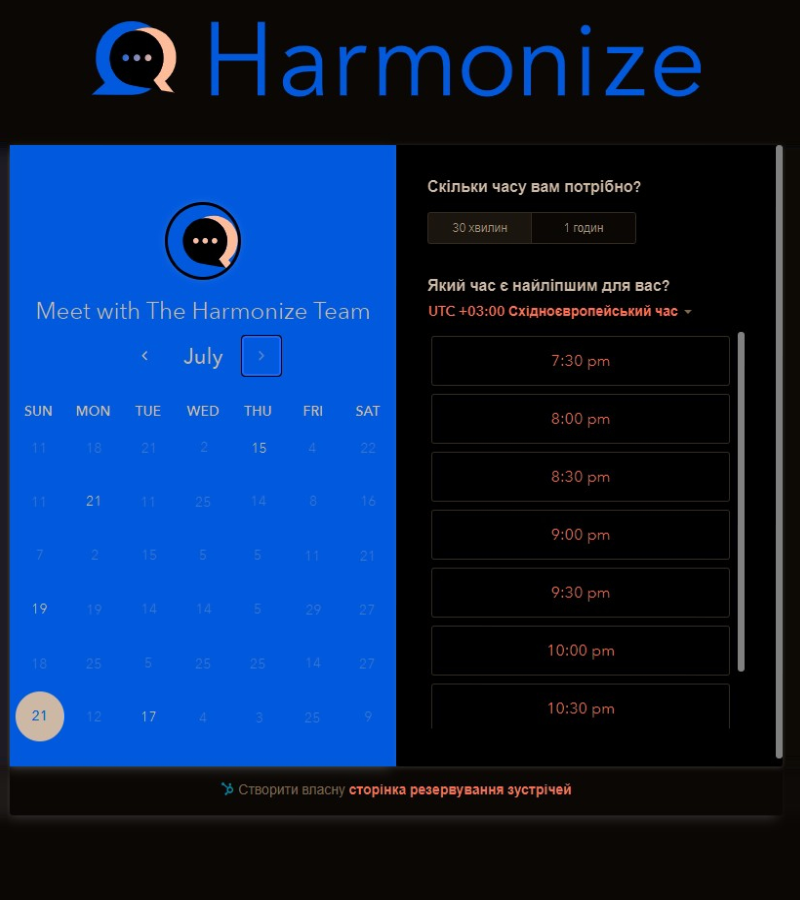 Harmonize
Meet with The Harmonize Team
July
SUN MON TUE WED THU FRI SAT
11 18 21 2 15 4 22
11 21 11 25 14 8 16
7 2 15 5 5 11 21
19 19 14 14 5 29 27
18 25 5 25 25 14 27
21 12 17 4 3 25 9
Скільки часу вам потрібно?
30 хвилин 1 годин
Який час є найліпшим для вас?
UTC +03:00 Східноєвропейський час
7:30 pm
8:00 pm
8:30 pm
9:00 pm
9:30 pm
10:00 pm
10:30 pm
Створити власну сторінка резервування зустрічей